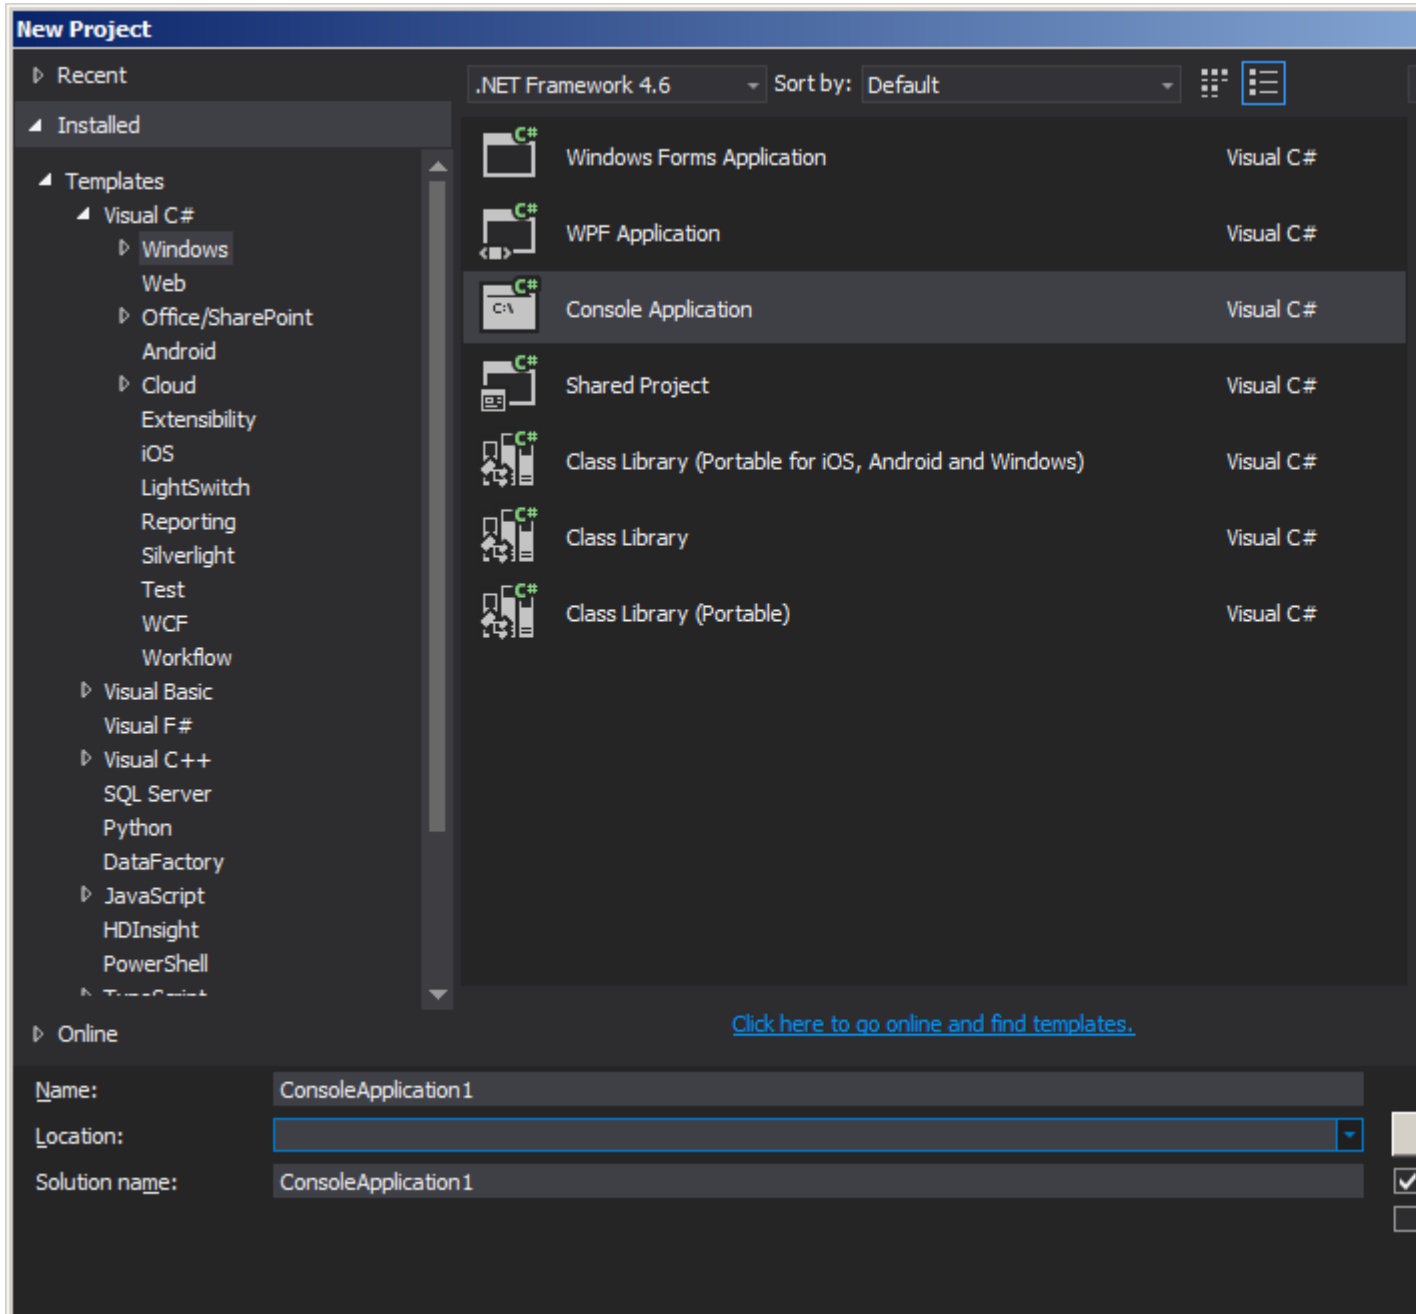 New Project
Recent
.NET Framework 4.6 Sort by: Default
Installed
Templates
Visual C#
Windows
Web
Office/SharePoint
Android
Cloud
Extensibility
iOS
LightSwitch
Reporting
Silverlight
Test
WCF
Workflow
Visual Basic
Visual F#
Visual C++
SQL Server
Python
DataFactory
JavaScript
HDInsight
PowerShell
TypeScript
Online
C# Windows Forms Application Visual C#
C# WPF Application Visual C#
C# C:\ Console Application Visual C#
C# Shared Project Visual C#
C# Class Library (Portable for iOS, Android and Windows) Visual C#
C# Class Library Visual C#
C# Class Library (Portable) Visual C#
Click here to go online and find templates.
Name: ConsoleApplication1
Location:
Solution name: ConsoleApplication1